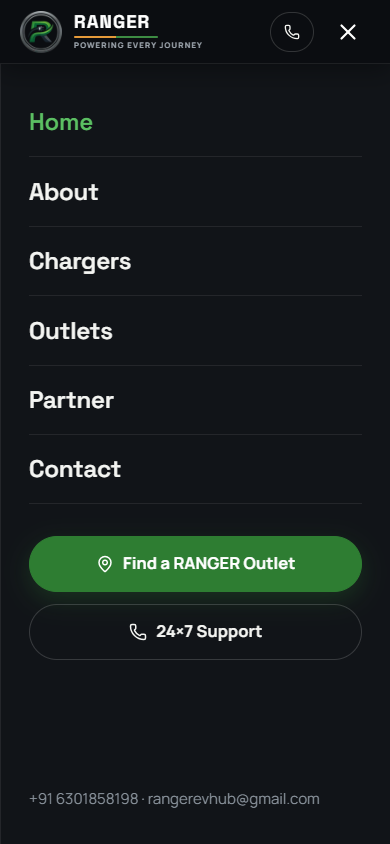 RANGER
POWERING EVERY JOURNEY
Home
About
Chargers
Outlets
Partner
Contact
Find a RANGER Outlet
24×7 Support
+91 6301858198 · rangerevhub@gmail.com